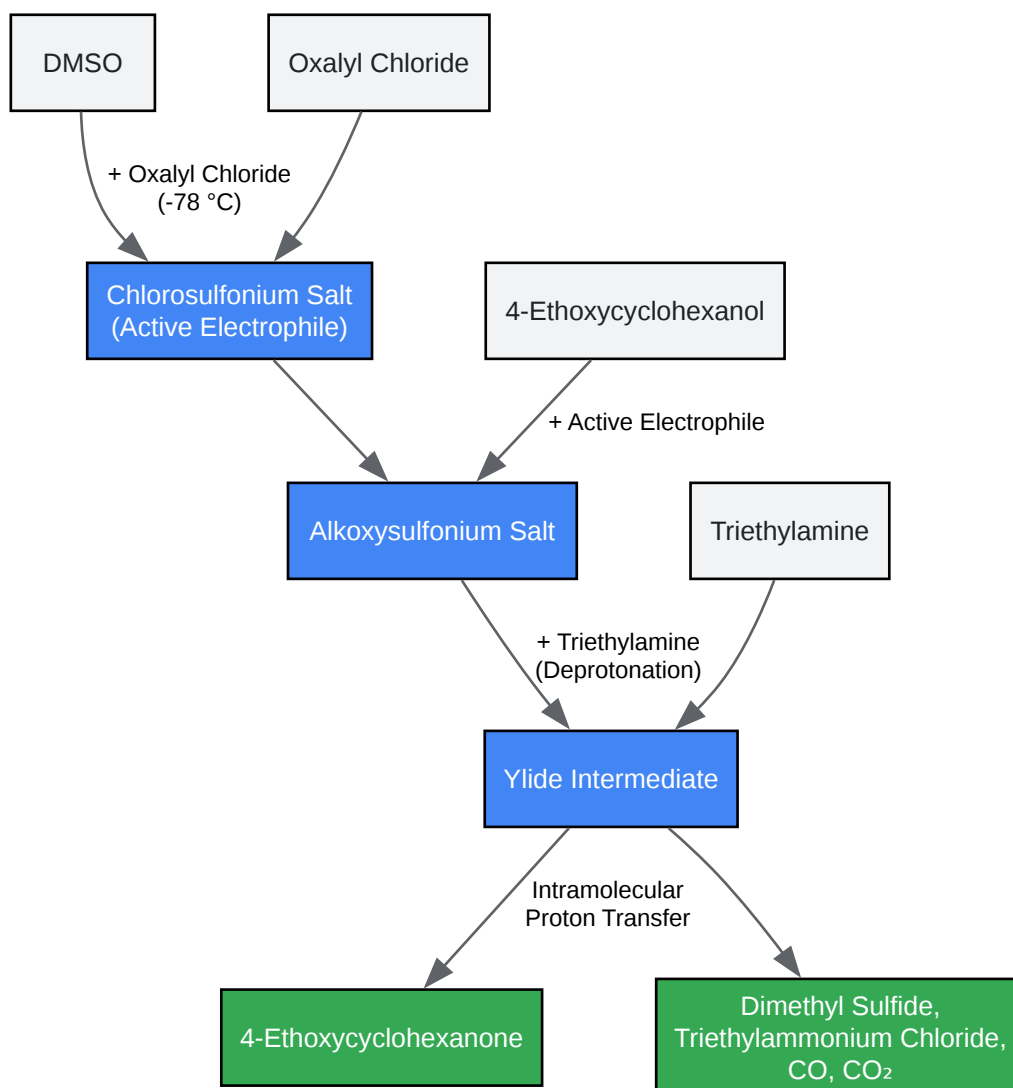 DMSO
Oxalyl Chloride
+ Oxalyl Chloride
(-78 °C)
Chlorosulfonium Salt
(Active Electrophile)
4-Ethoxycyclohexanol
+ Active Electrophile
Alkoxysulfonium Salt
Triethylamine
+ Triethylamine
(Deprotonation)
Ylide Intermediate
Intramolecular
Proton Transfer
4-Ethoxycyclohexanone
Dimethyl Sulfide,
Triethylammonium Chloride,
CO, CO₂